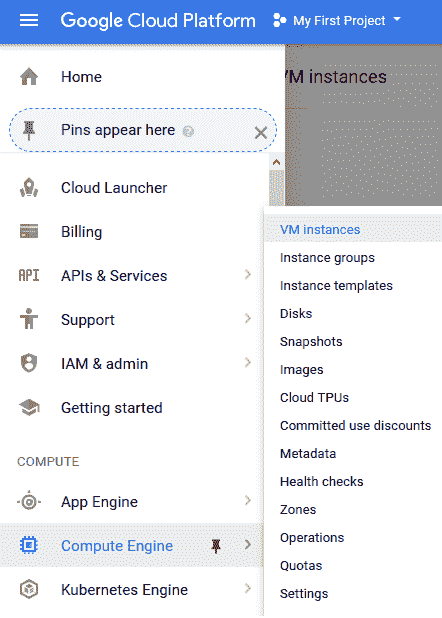 Google Cloud Platform My First Project
Home
VM instances
Pins appear here ?
Cloud Launcher
Billing
API APIs & Services
Support
IAM & admin
Getting started
COMPUTE
App Engine
Compute Engine
Kubernetes Engine
VM instances
Instance groups
Instance templates
Disks
Snapshots
Images
Cloud TPUs
Committed use discounts
Metadata
Health checks
Zones
Operations
Quotas
Settings